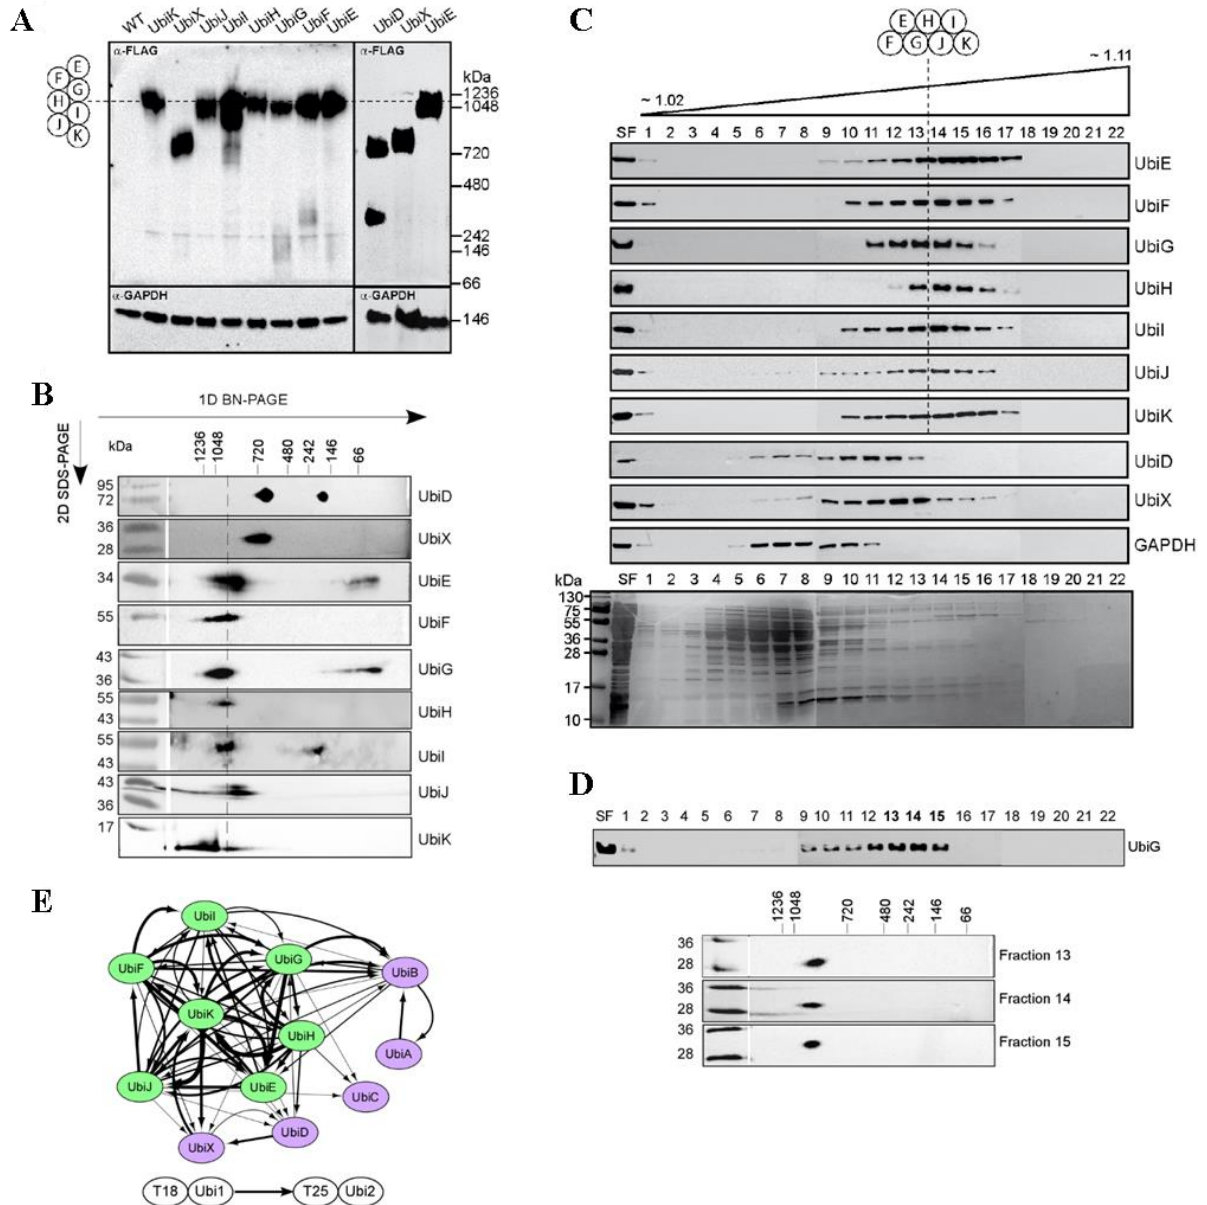 A
WT UbiK UbiX UbiJ UbiI UbiH UbiG UbiF UbiE UbiD UbiX UbiE
α-FLAG α-FLAG
kDa
E
F
G
H
I
J
K
1236
1048
720
480
242
146
66
α-GAPDH α-GAPDH
146
B
1D BN-PAGE
2D SDS-PAGE
kDa
1236 1048 720 480 242 146 66
95
72
UbiD
36
28
UbiX
34
UbiE
55
UbiF
43
36
UbiG
55
43
UbiH
55
43
UbiI
43
36
UbiJ
17
UbiK
C
E H I
F G J K
~ 1.02
~ 1.11
SF 1 2 3 4 5 6 7 8 9 10 11 12 13 14 15 16 17 18 19 20 21 22
UbiE
UbiF
UbiG
UbiH
UbiI
UbiJ
UbiK
UbiD
UbiX
GAPDH
kDa SF 1 2 3 4 5 6 7 8 9 10 11 12 13 14 15 16 17 18 19 20 21 22
130
75
55
36
28
17
10
D
SF 1 2 3 4 5 6 7 8 9 10 11 12 13 14 15 16 17 18 19 20 21 22
UbiG
1236 1048 720 480 242 146 66
36
28
Fraction 13
36
28
Fraction 14
36
28
Fraction 15
E
UbiI
UbiF
UbiG
UbiB
UbiK
UbiH
UbiA
UbiJ
UbiE
UbiC
UbiD
UbiX
T18 Ubi1 T25 Ubi2